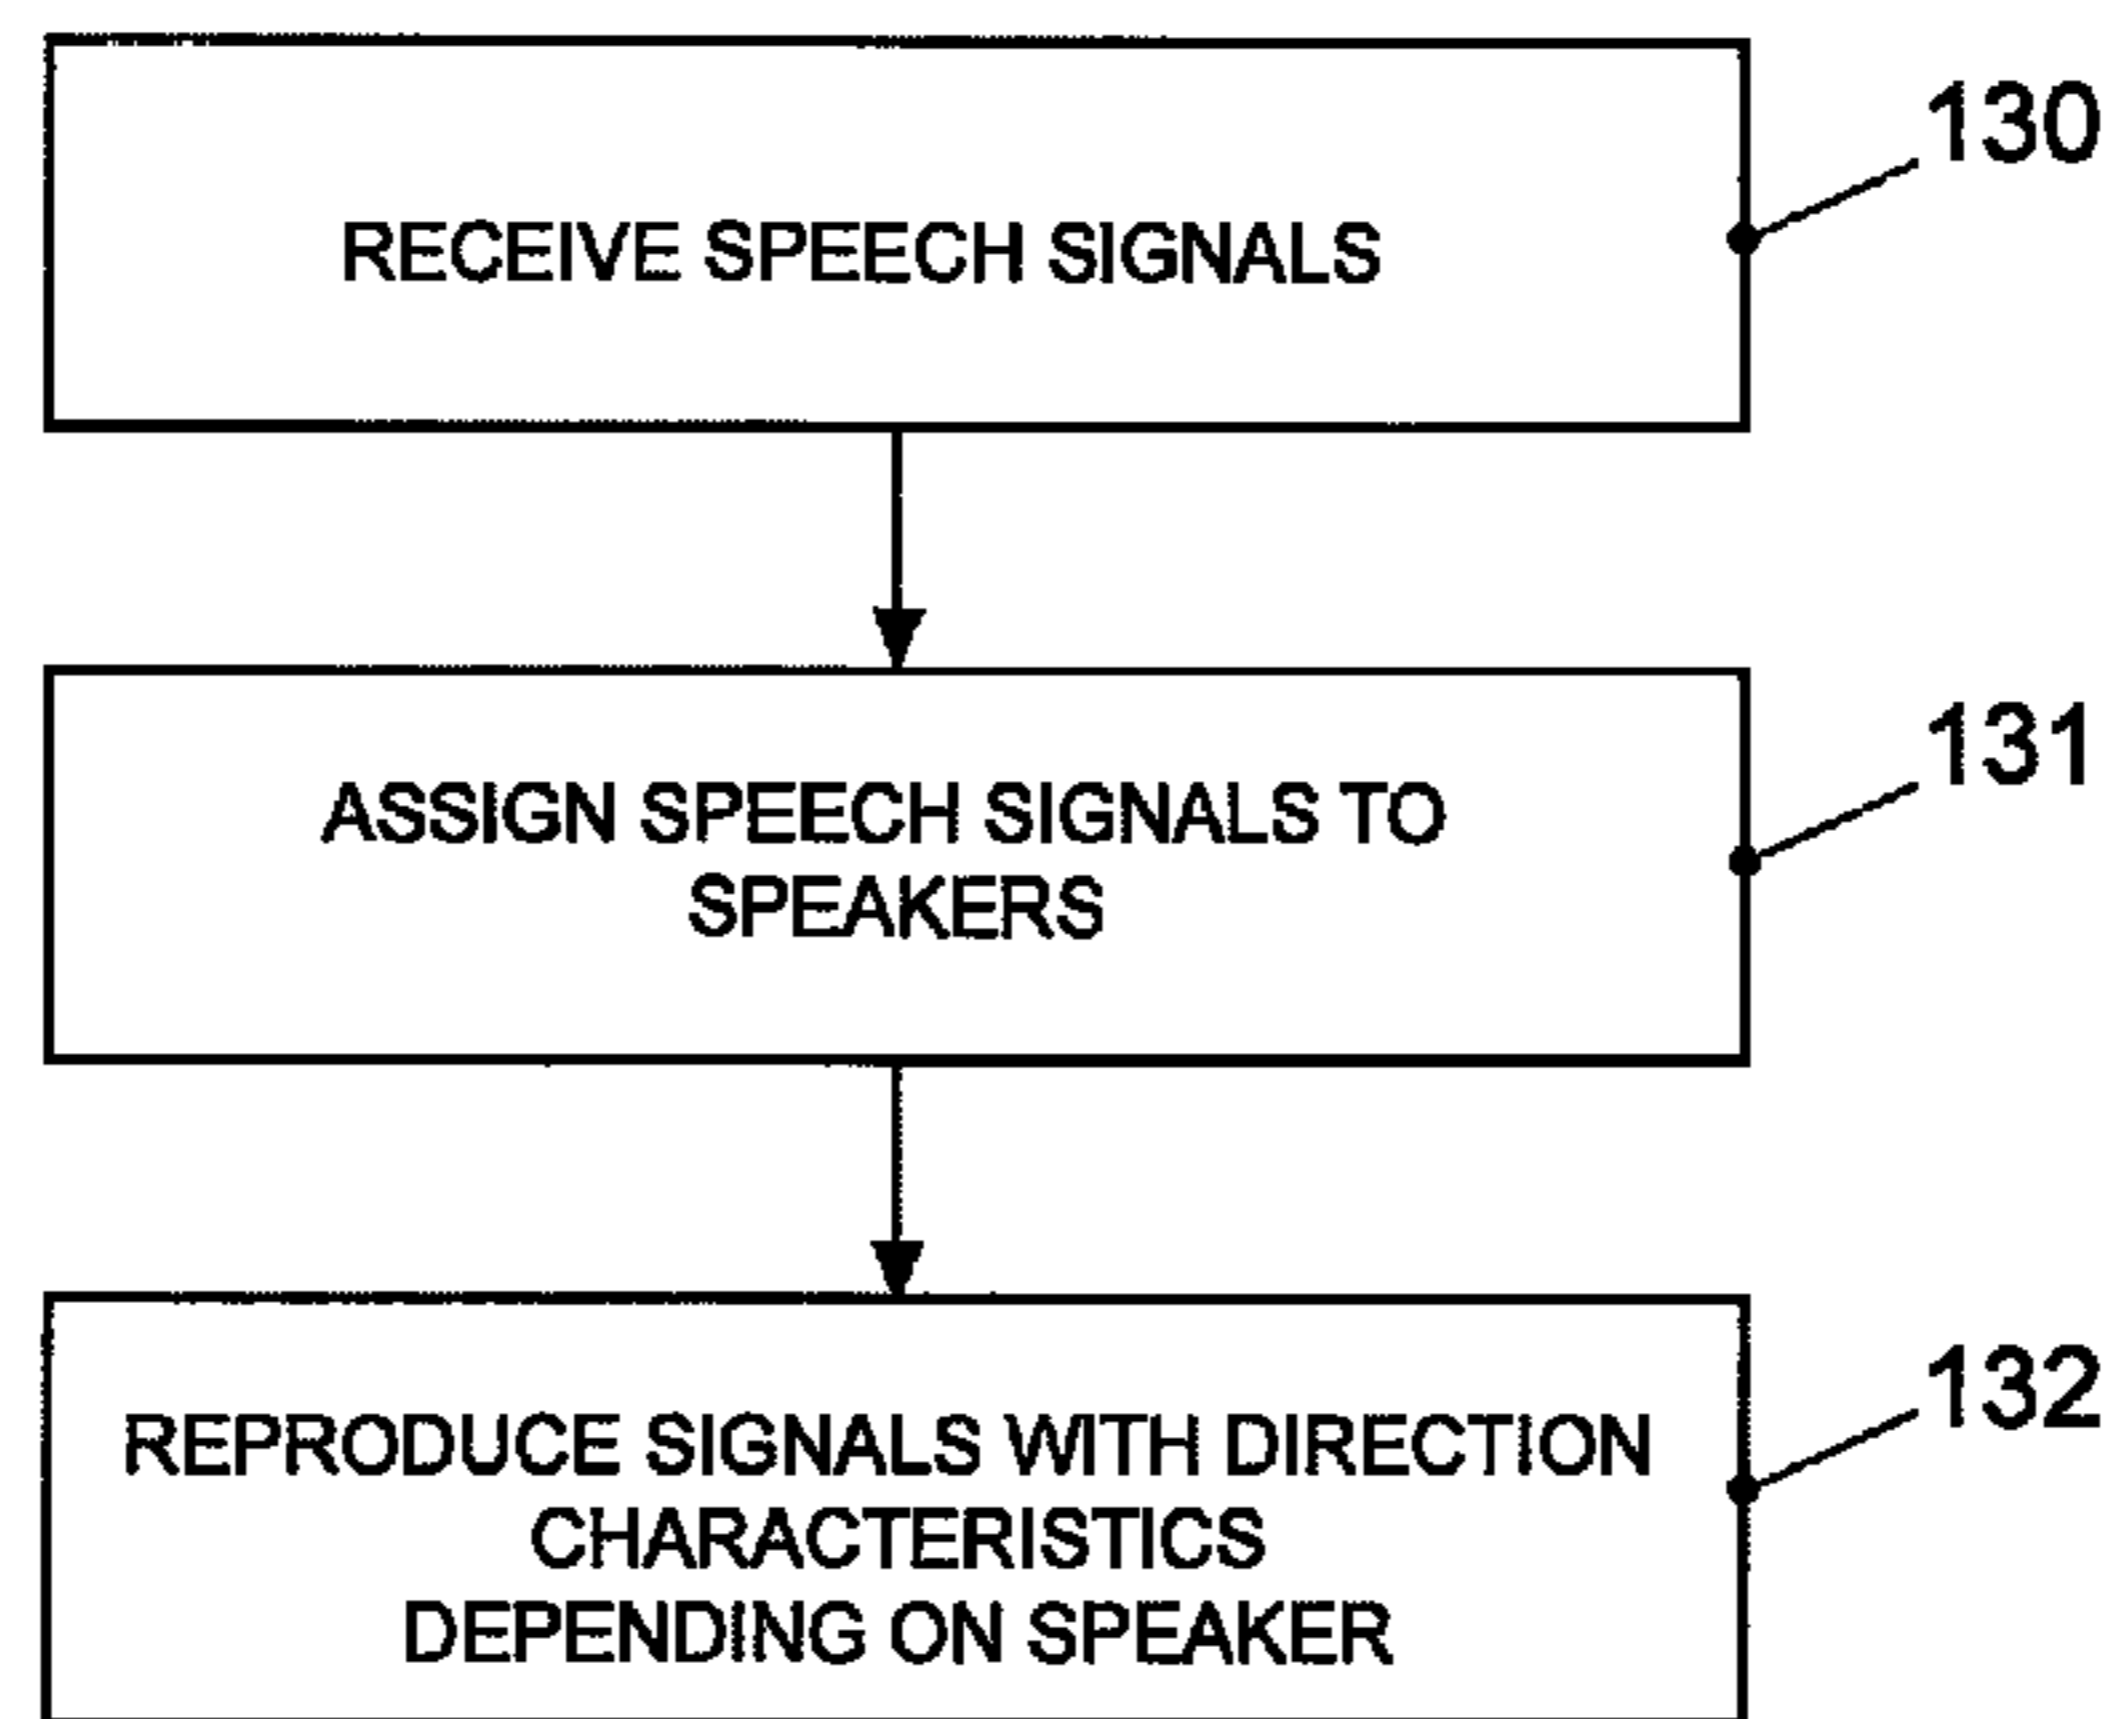 RECEIVE SPEECH SIGNALS
130
ASSIGN SPEECH SIGNALS TO
SPEAKERS
131
REPRODUCE SIGNALS WITH DIRECTION
CHARACTERISTICS
DEPENDING ON SPEAKER
132